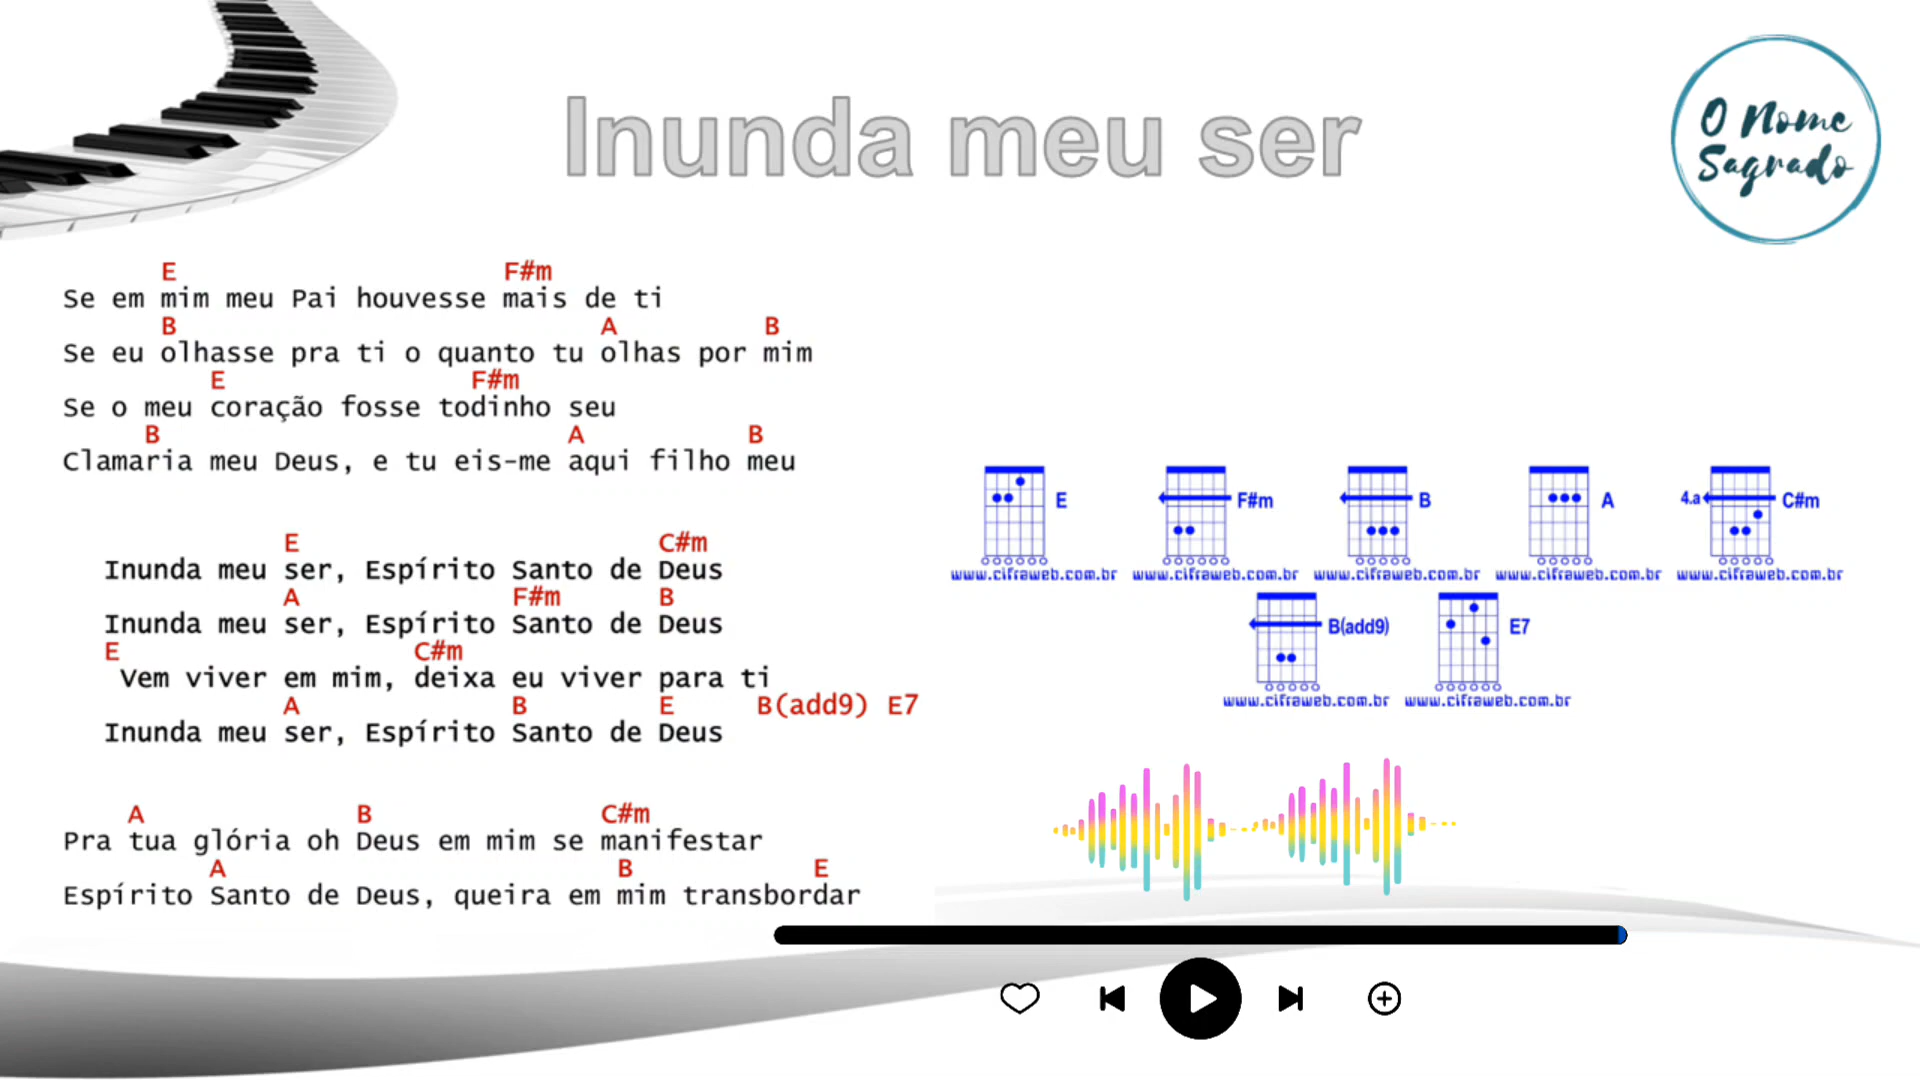 Inunda meu ser
O Nome
Sagrado
E F#m
Se em mim meu Pai houvesse mais de ti
B A B
Se eu olhasse pra ti o quanto tu olhas por mim
E F#m
Se o meu coração fosse todinho seu
B A B
Clamaria meu Deus, e tu eis-me aqui filho meu
E C#m
Inunda meu ser, Espírito Santo de Deus
A F#m B
Inunda meu ser, Espírito Santo de Deus
E C#m
Vem viver em mim, deixa eu viver para ti
A B E B(add9) E7
Inunda meu ser, Espírito Santo de Deus
A B C#m
Pra tua glória oh Deus em mim se manifestar
A B E
Espírito Santo de Deus, queira em mim transbordar
E F#m B A 4.a C#m
www.cifraweb.com.br www.cifraweb.com.br www.cifraweb.com.br www.cifraweb.com.br www.cifraweb.com.br
B(add9) E7
www.cifraweb.com.br www.cifraweb.com.br